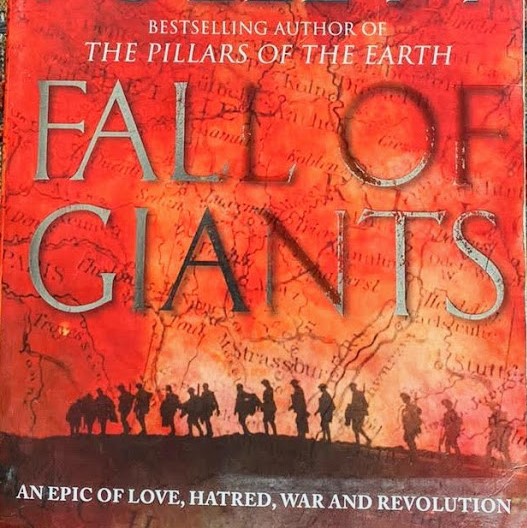 BESTSELLING AUTHOR OF
THE PILLARS OF THE EARTH
FALL OF
GIANTS
Strassburg
AN EPIC OF LOVE, HATRED, WAR AND REVOLUTION